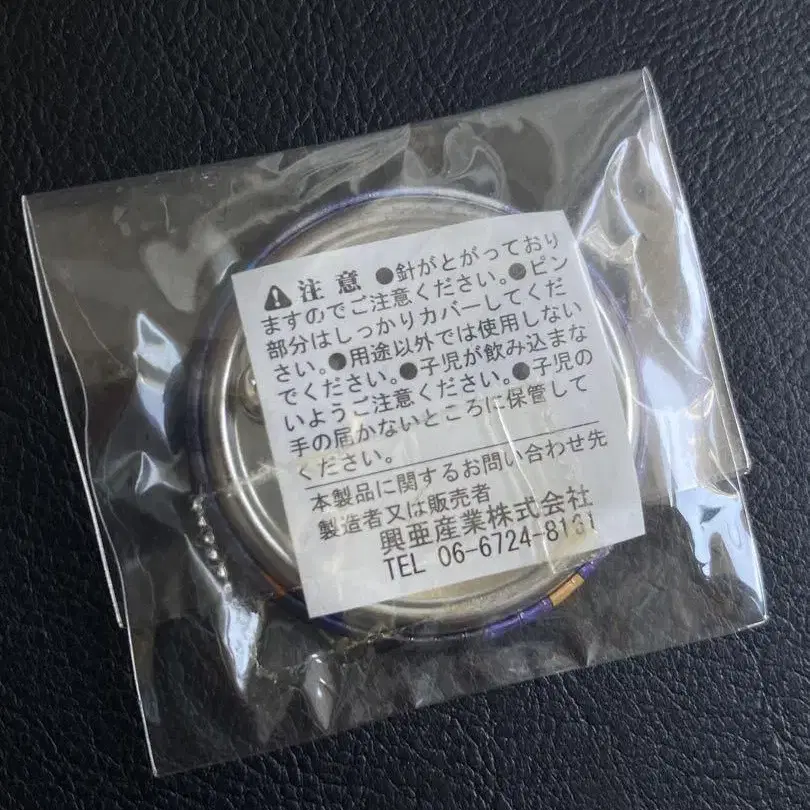 ⚠注意 ●針がとがっており
ますのでご注意ください。●ピン
部分はしっかりカバーしてくだ
さい。●用途以外では使用しない
でください。●子児が飲み込まな
いようご注意ください。●子児の
手の届かないところに保管して
ください。
本製品に関するお問い合わせ先
製造者又は販売者
興亜産業株式会社
TEL 06-6724-8131